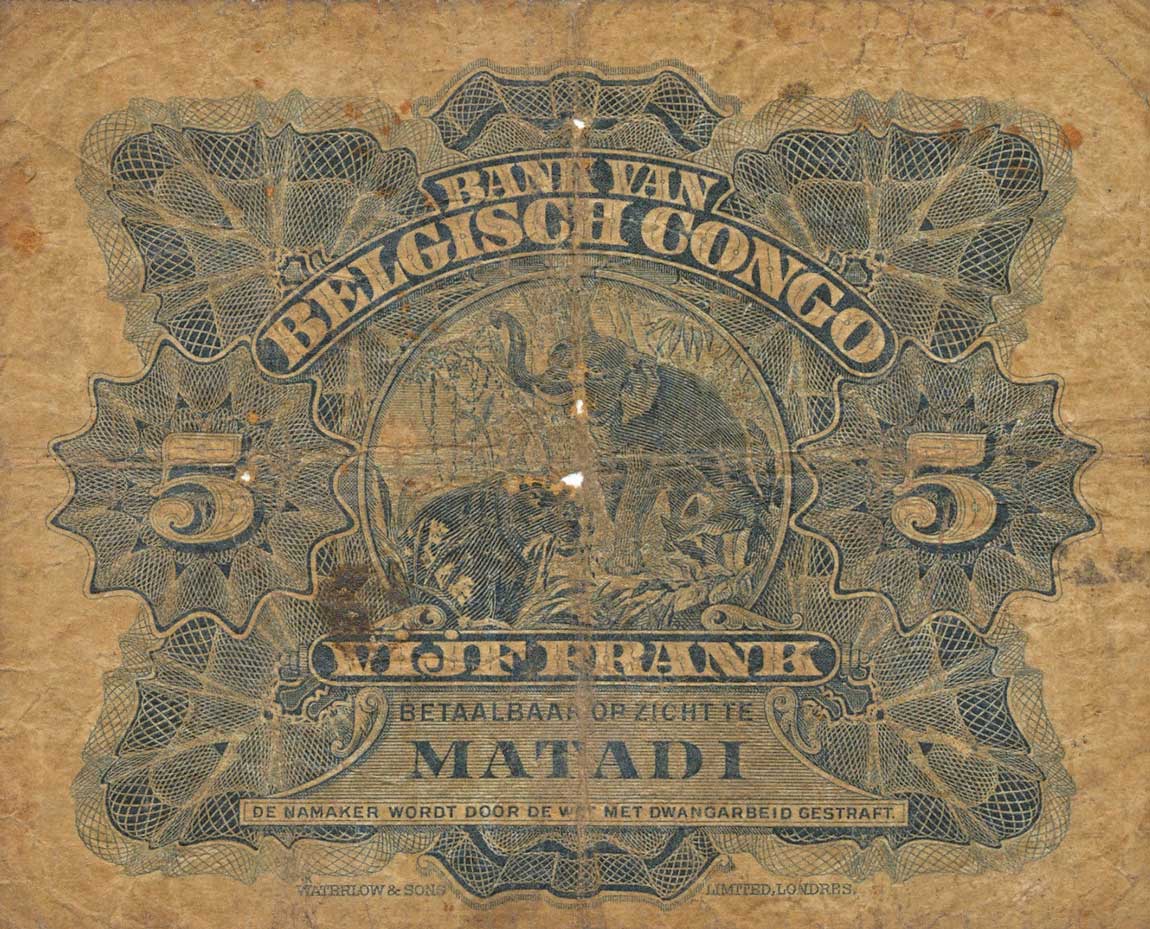 BANK VAN
BELGISCH CONGO
5 5
VIJF FRANK
BETAALBAAR OP ZICHT TE
MATADI
DE NAMAKER WORDT DOOR DE WET MET DWANGARBEID GESTRAFT.
WATERLOW & SONS LIMITED, LONDRES.